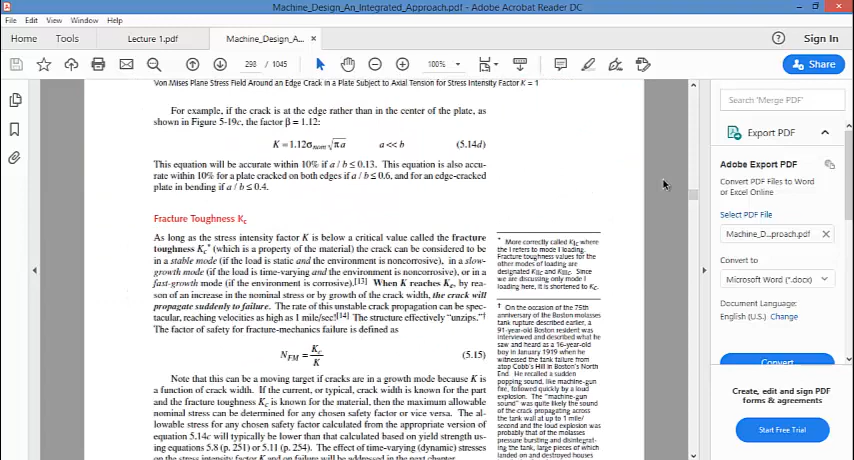 Machine_Design_An_Integrated_Approach.pdf - Adobe Acrobat Reader DC
File Edit View Window Help
Home Tools Lecture 1.pdf Machine_Design_A... × Sign In
298 / 1045 100% Share
Von Mises Plane Stress Field Around an Edge Crack in a Plate Subject to Axial Tension for Stress Intensity Factor K = 1
For example, if the crack is at the edge rather than in the center of the plate, as
shown in Figure 5-19c, the factor β = 1.12:
K = 1.12σnom√πa a << b (5.14d)
This equation will be accurate within 10% if a / b ≤ 0.13. This equation is also accu-
rate within 10% for a plate cracked on both edges if a / b ≤ 0.6, and for an edge-cracked
plate in bending if a / b ≤ 0.4.
Fracture Toughness Kc
As long as the stress intensity factor K is below a critical value called the fracture
toughness Kc* (which is a property of the material) the crack can be considered to be
in a stable mode (if the load is static and the environment is noncorrosive), in a slow-
growth mode (if the load is time-varying and the environment is noncorrosive), or in a
fast-growth mode (if the environment is corrosive).[13] When K reaches Kc, by rea-
son of an increase in the nominal stress or by growth of the crack width, the crack will
propagate suddenly to failure. The rate of this unstable crack propagation can be spec-
tacular, reaching velocities as high as 1 mile/sec![14] The structure effectively "unzips."†
The factor of safety for fracture-mechanics failure is defined as
NFM = Kc / K (5.15)
Note that this can be a moving target if cracks are in a growth mode because K is
a function of crack width. If the current, or typical, crack width is known for the part
and the fracture toughness Kc is known for the material, then the maximum allowable
nominal stress can be determined for any chosen safety factor or vice versa. The al-
lowable stress for any chosen safety factor calculated from the appropriate version of
equation 5.14c will typically be lower than that calculated based on yield strength us-
ing equations 5.8 (p. 251) or 5.11 (p. 254). The effect of time-varying (dynamic) stresses
on the stress intensity factor K and on failure will be addressed in the next chapter.
* More correctly called KIc where
the I refers to mode I loading.
Fracture toughness values for the
other modes of loading are
designated KIIc and KIIIc. Since
we are discussing only mode I
loading here, it is shortened to Kc.
† On the occasion of the 75th
anniversary of the Boston molasses
tank rupture described earlier, a
91-year-old Boston resident was
interviewed and described what he
saw and heard as a 16-year-old
boy in January 1919 when he
witnessed the tank failure from
atop Cobb's Hill in Boston's North
End. He recalled a sudden
popping sound, like machine-gun
fire, followed quickly by a loud
explosion. The "machine-gun
sound" was quite likely the sound
of the crack propagating across
the tank wall at up to 1 mile/
second and the loud explosion was
probably that of the molasses
pressure bursting and disintegrat-
ing the tank, large pieces of which
landed on and destroyed houses
Search 'Merge PDF'
Export PDF
Adobe Export PDF
Convert PDF Files to Word
or Excel Online
Select PDF File
Machine_D...proach.pdf ×
Convert to
Microsoft Word (*.docx)
Document Language:
English (U.S.) Change
Convert
Create, edit and sign PDF
forms & agreements
Start Free Trial